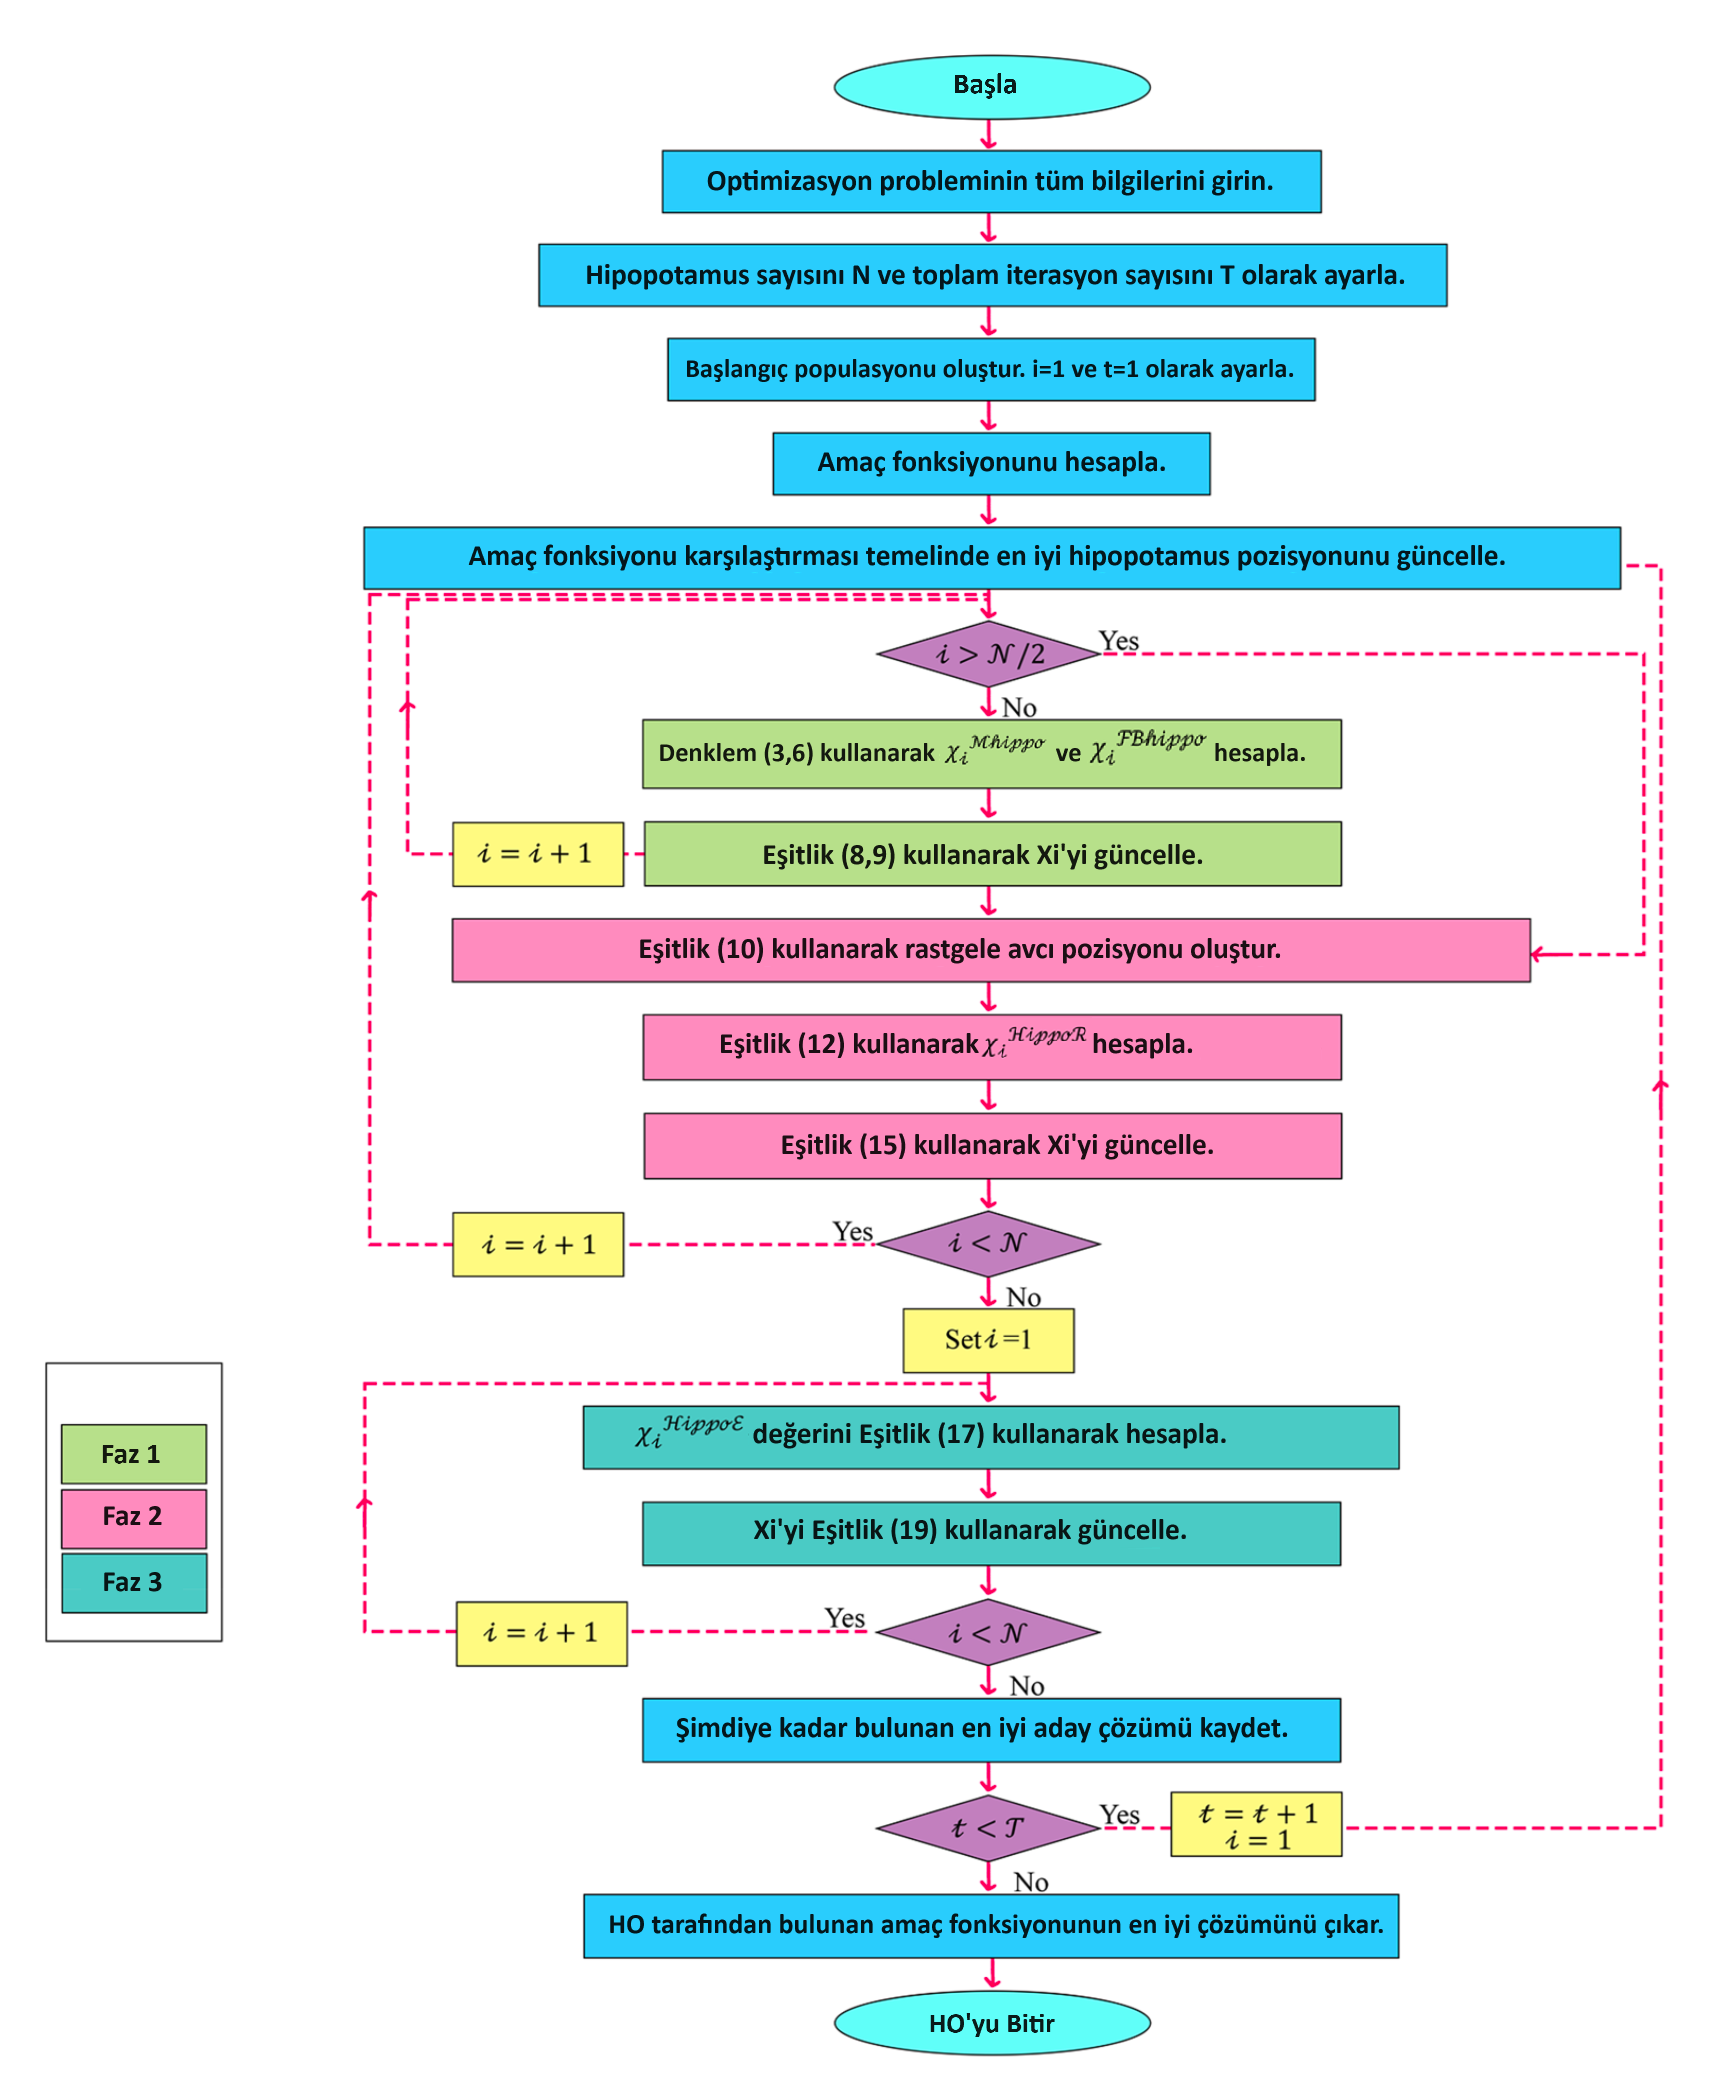 Başla
Optimizasyon probleminin tüm bilgilerini girin.
Hipopotamus sayısını N ve toplam iterasyon sayısını T olarak ayarla.
Başlangıç populasyonu oluştur. i=1 ve t=1 olarak ayarla.
Amaç fonksiyonunu hesapla.
Amaç fonksiyonu karşılaştırması temelinde en iyi hipopotamus pozisyonunu güncelle.
i > N/2
Yes
No
Denklem (3,6) kullanarak χi^Mhippo ve χi^FBhippo hesapla.
i = i + 1
Eşitlik (8,9) kullanarak Xi'yi güncelle.
Eşitlik (10) kullanarak rastgele avcı pozisyonu oluştur.
Eşitlik (12) kullanarak χi^HippoR hesapla.
Eşitlik (15) kullanarak Xi'yi güncelle.
i = i + 1
Yes
i < N
No
Set i =1
χi^HippoE değerini Eşitlik (17) kullanarak hesapla.
Xi'yi Eşitlik (19) kullanarak güncelle.
Faz 1
Faz 2
Faz 3
i = i + 1
Yes
i < N
No
Şimdiye kadar bulunan en iyi aday çözümü kaydet.
t < T
Yes
t = t + 1
i = 1
No
HO tarafından bulunan amaç fonksiyonunun en iyi çözümünü çıkar.
HO'yu Bitir